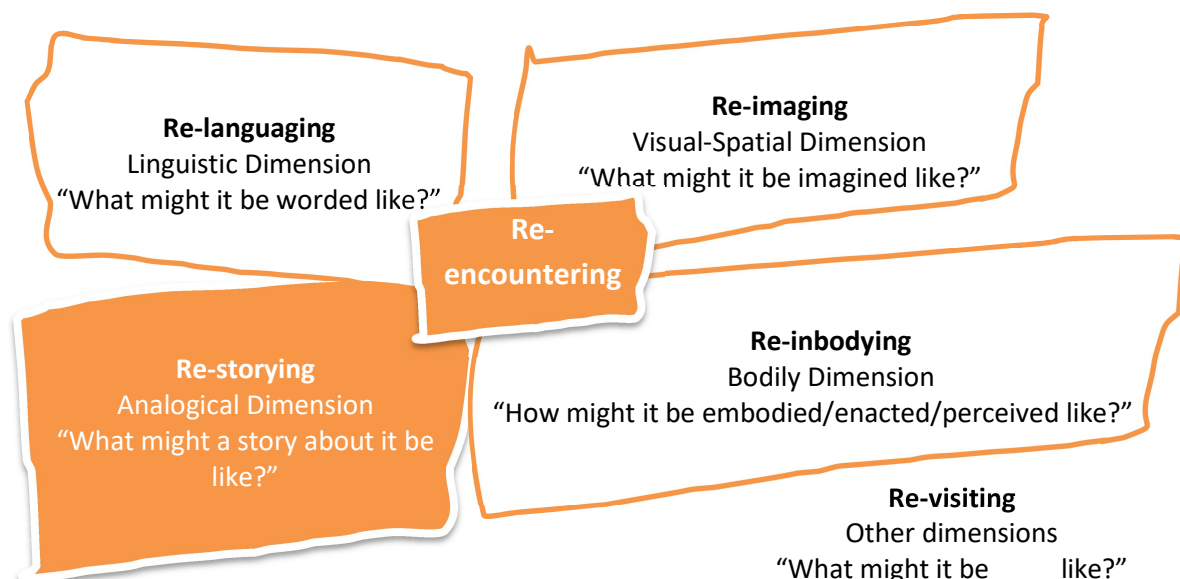 Re-languaging
Linguistic Dimension
“What might it be worded like?”
Re-imaging
Visual-Spatial Dimension
“What might it be imagined like?”
Re-
encountering
Re-storying
Analogical Dimension
“What might a story about it be
like?”
Re-inbodying
Bodily Dimension
“How might it be embodied/enacted/perceived like?”
Re-visiting
Other dimensions
“What might it be      like?”